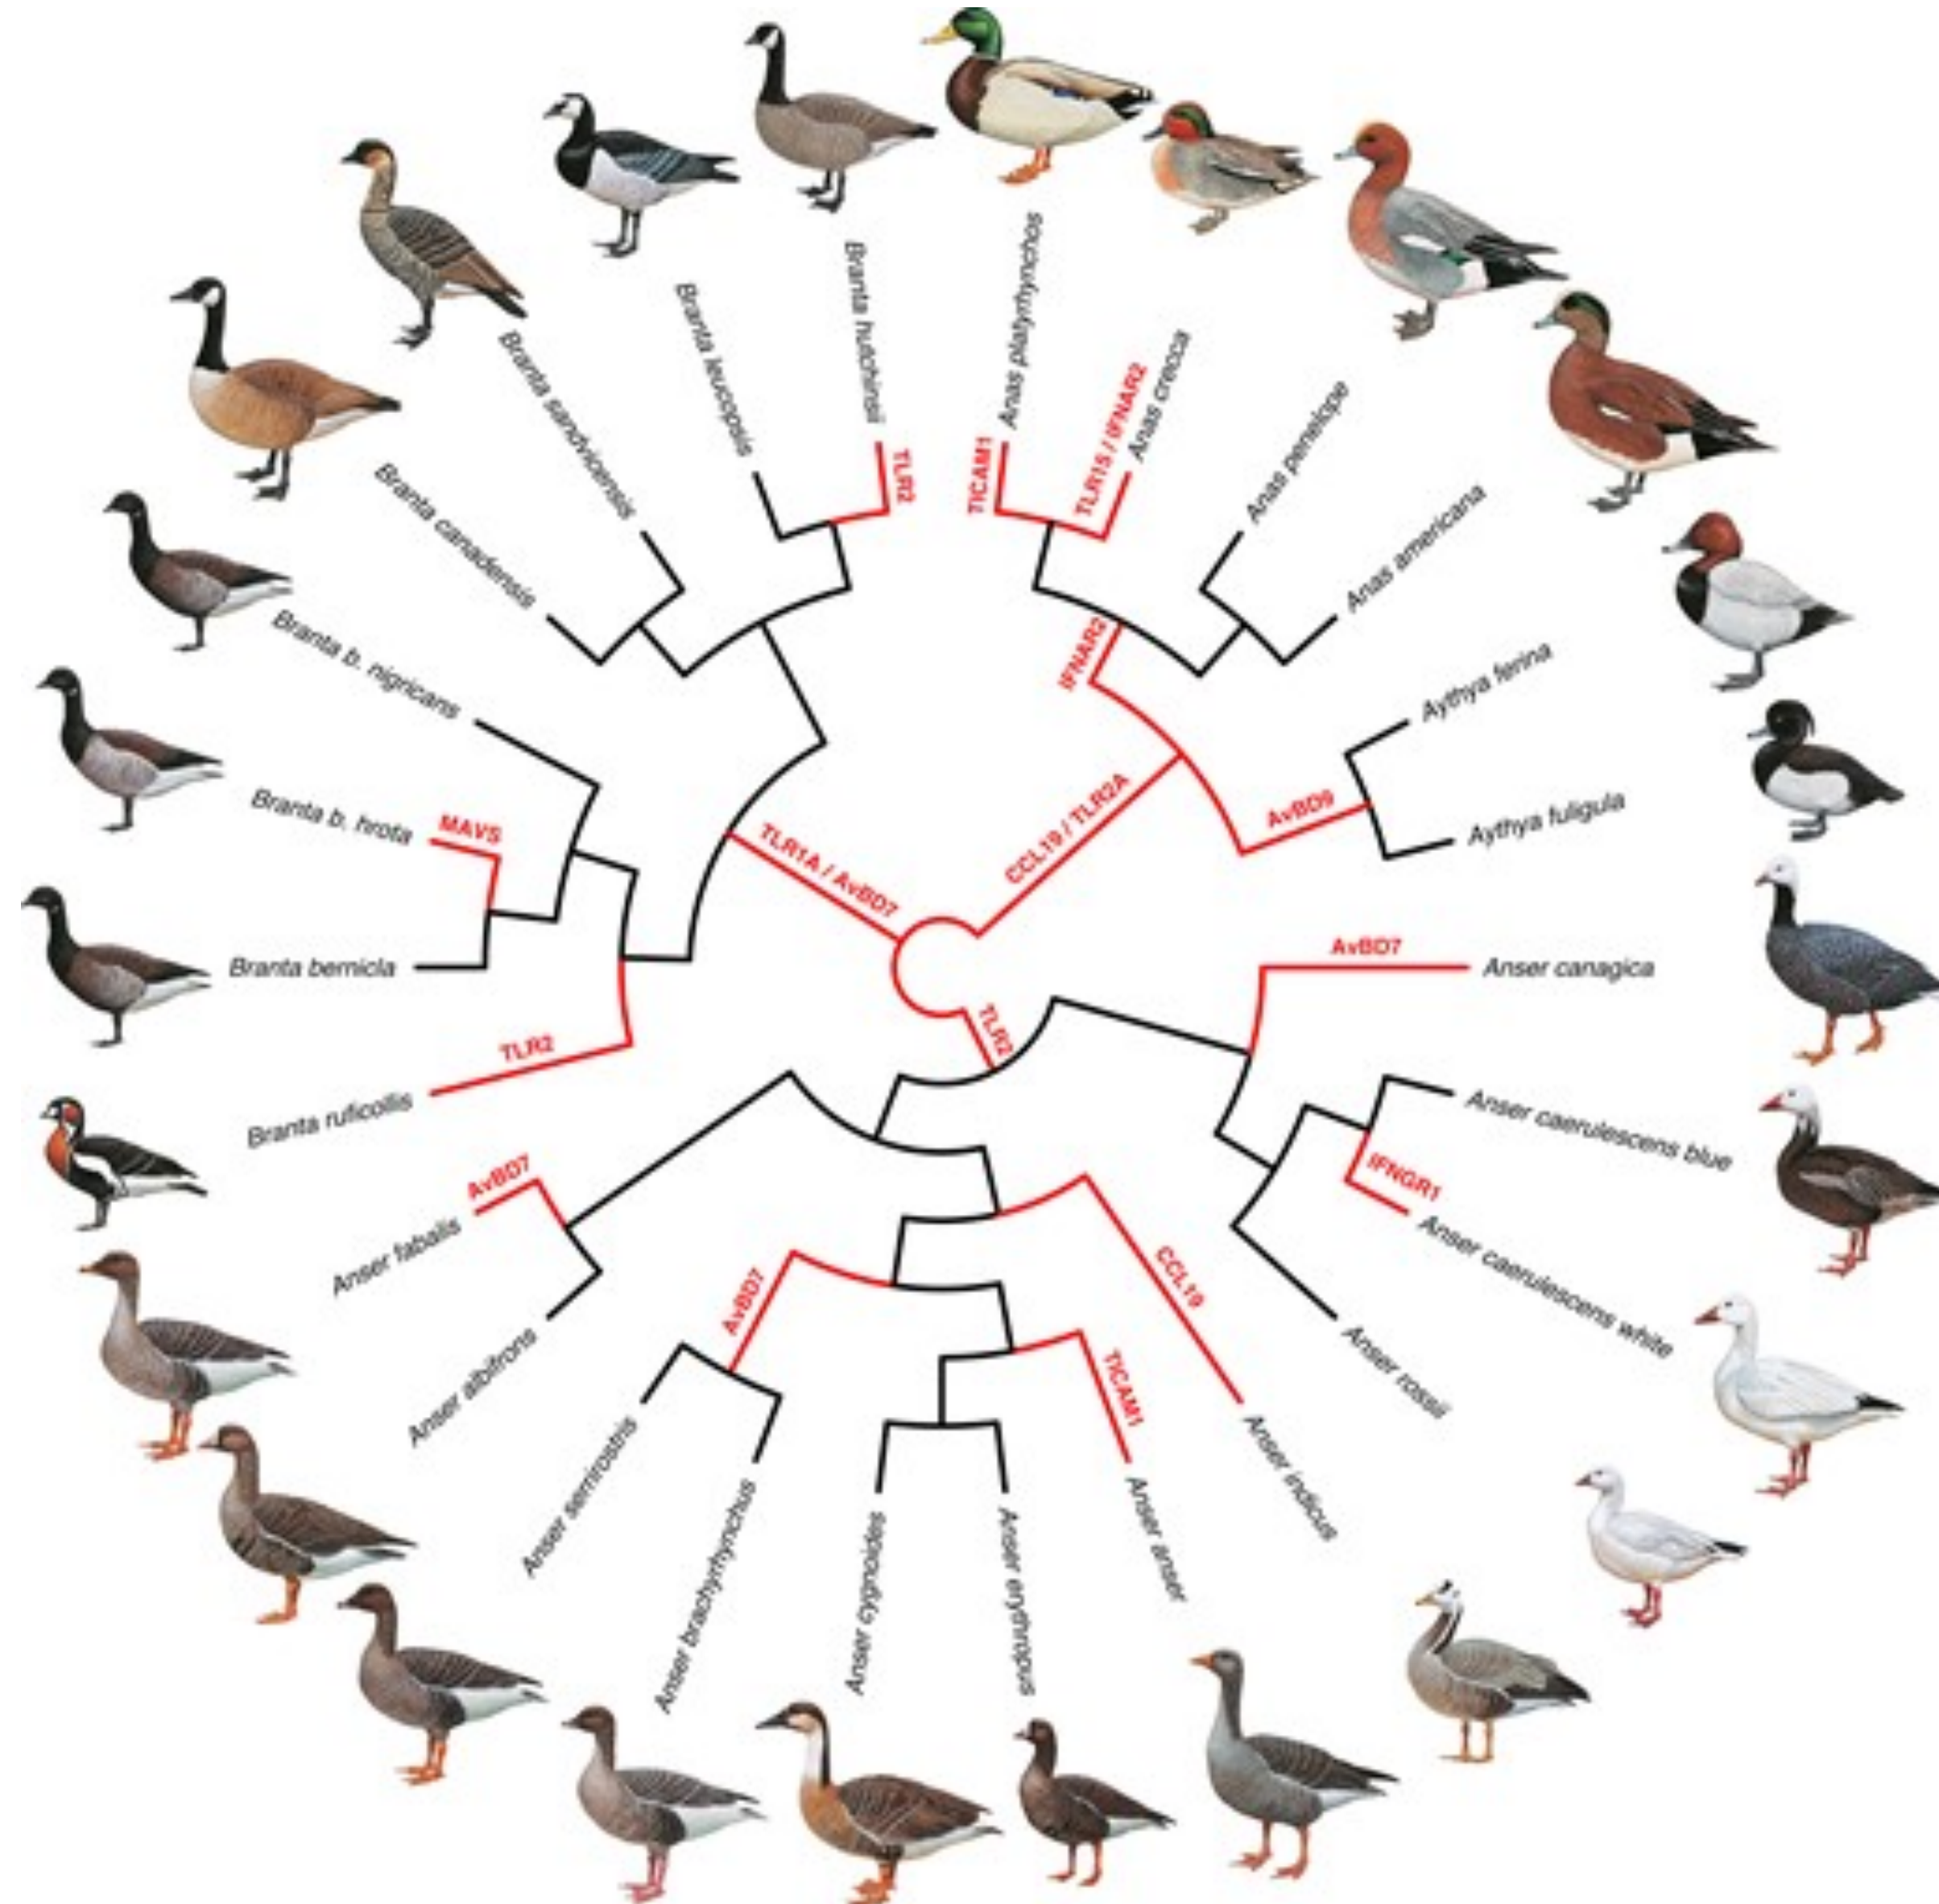 Branta hutchinsii
TLR2
Anas platyrhynchos
TICAM1
Anas crecca
TLR15 / IFNAR2
Anas penelope
Anas americana
IFNAR2
Aythya ferina
Aythya fuligula
AvBD9
CCL19 / TLR2A
Anser canagica
AvBD7
Anser caerulescens blue
Anser caerulescens white
IFNGR1
Anser rossii
Anser indicus
CCL19
Anser anser
TICAM1
Anser erythropus
Anser cygnoides
Anser brachyrhynchus
Anser serrirostris
AvBD7
Anser albifrons
Anser fabalis
AvBD7
TLR2
Branta ruficollis
TLR2
Branta bernicla
Branta b. hrota
MAVS
Branta b. nigricans
Branta canadensis
Branta sandvicensis
Branta leucopsis
TLR1A / AvBD7